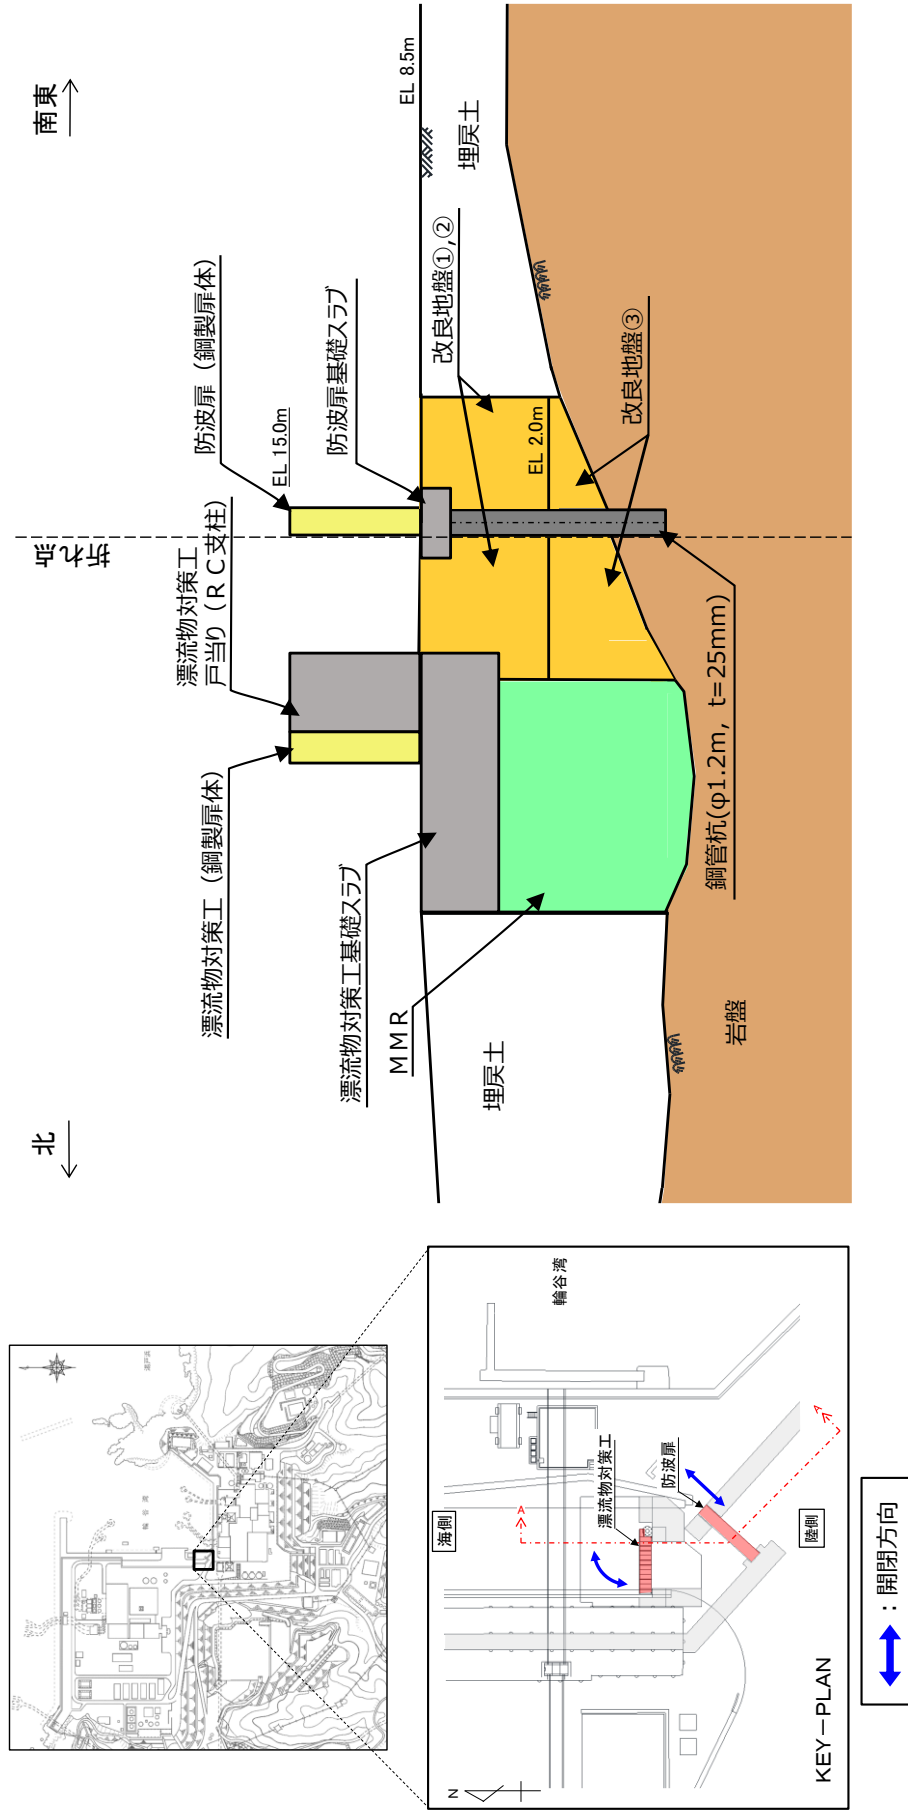 北
南東
折れ点
漂流物対策工（鋼製扉体）
漂流物対策工
戸当り（ＲＣ支柱）
防波扉（鋼製扉体）
EL 15.0m
漂流物対策工基礎スラブ
防波扉基礎スラブ
EL 8.5m
MMR
埋戻土
改良地盤①,②
埋戻土
EL 2.0m
改良地盤③
鋼管杭(φ1.2m, t=25mm)
岩盤
輪谷湾
海側
A
漂流物対策工
防波扉
A
陸側
N
KEY－PLAN
：開閉方向